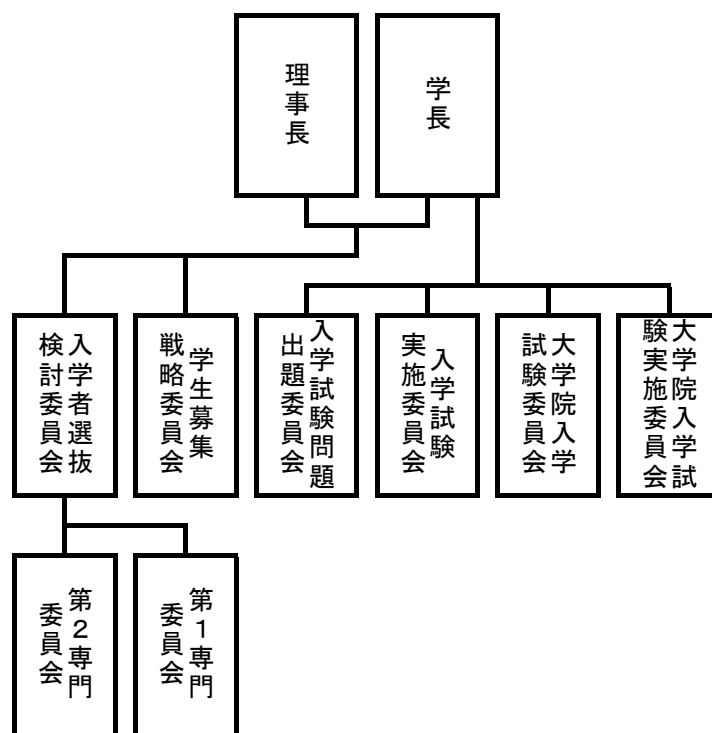 理事長
学長
入学者選抜
検討委員会
学生募集
戦略委員会
入学試験問題
出題委員会
入学試験
実施委員会
大学院入学
試験委員会
大学院入学試
験実施委員会
第２専門
委員会
第１専門
委員会